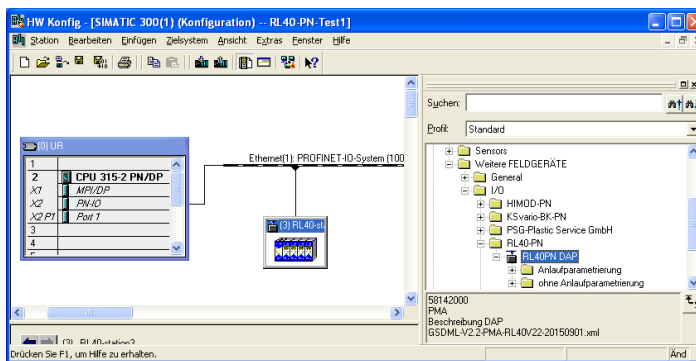 HW Konfig - [SIMATIC 300(1) (Konfiguration) -- RL40-PN-Test1]
Station Bearbeiten Einfügen Zielsystem Ansicht Extras Fenster Hilfe
(0) UR
1
2 CPU 315-2 PN/DP
X1 MPI/DP
X2 PN-IO
X2 P1 Port 1
3
4
Ethernet(1): PROFINET-IO-System (100
(3) RL40-st
Suchen:
Profil: Standard
Sensors
Weitere FELDGERÄTE
General
I/O
HIMOD-PN
KSvario-BK-PN
PSG-Plastic Service GmbH
RL40-PN
RL40PN DAP
Anlaufparametrierung
ohne Anlaufparametrierung
58142000
PMA
Beschreibung DAP
GSDML-V2.2-PMA-RL40V22-20150901.xml
(3) RL40-station3
Drücken Sie F1, um Hilfe zu erhalten.
Änd